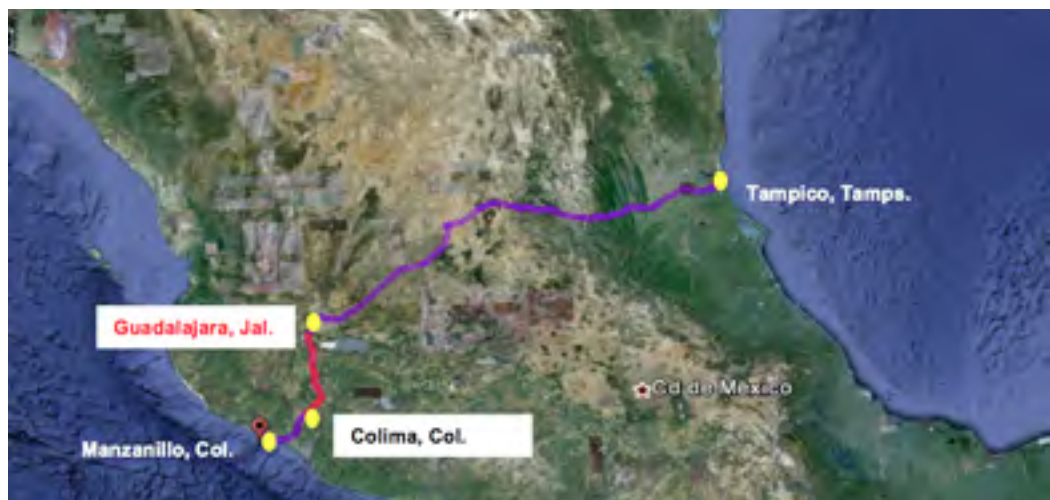 Tampico, Tamps.
Guadalajara, Jal.
Cd de Mexico
Colima, Col.
Manzanillo, Col.